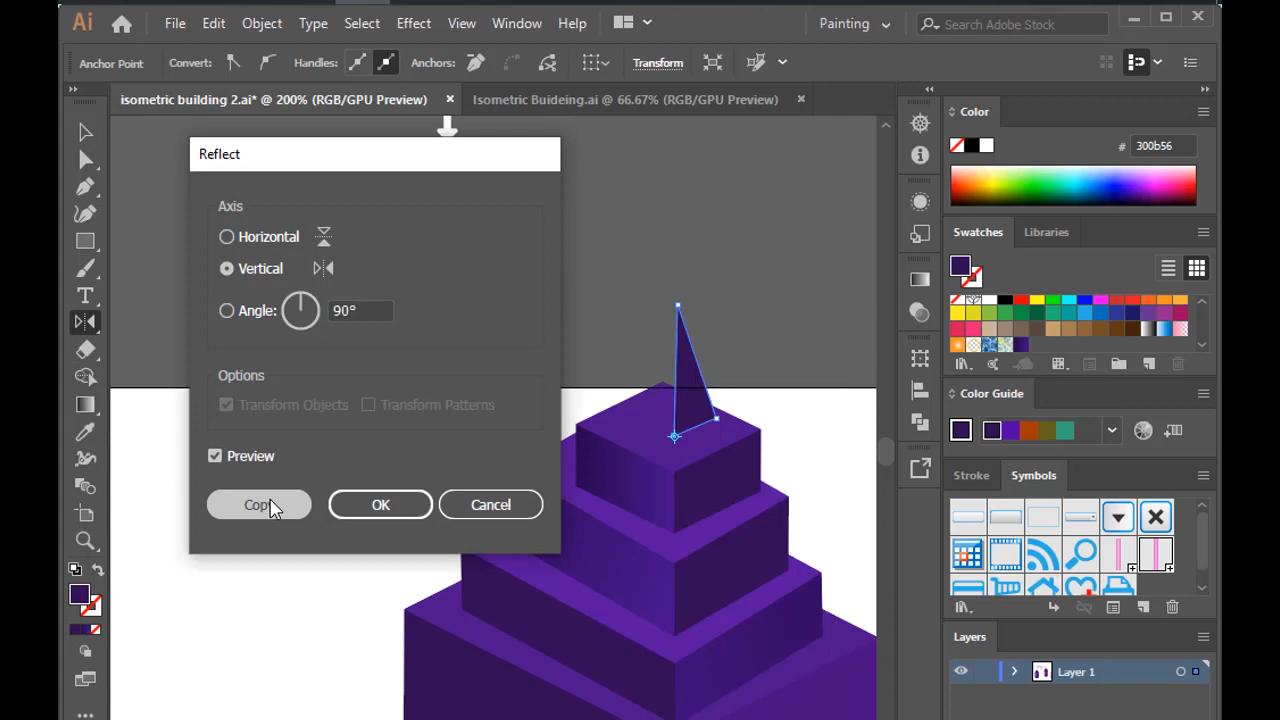 Ai File Edit Object Type Select Effect View Window Help Painting Search Adobe Stock
Anchor Point Convert: Handles: Anchors: Transform
isometric building 2.ai* @ 200% (RGB/GPU Preview) Isometric Buideing.ai @ 66.67% (RGB/GPU Preview)
Reflect
Axis
Horizontal
Vertical
Angle: 90°
Options
Transform Objects Transform Patterns
Preview
Copy OK Cancel
Color
# 300b56
Swatches Libraries
Color Guide
Stroke Symbols
Layers
Layer 1